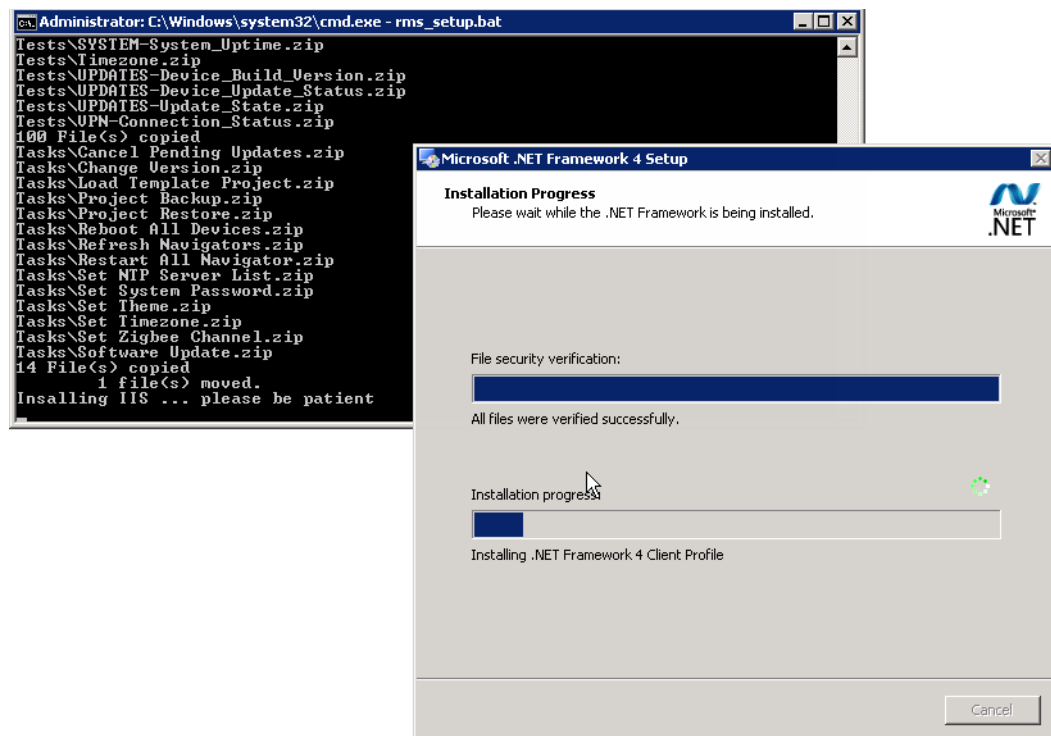 Administrator: C:\Windows\system32\cmd.exe - rms_setup.bat
Tests\SYSTEM-System_Uptime.zip
Tests\Timezone.zip
Tests\UPDATES-Device_Build_Version.zip
Tests\UPDATES-Device_Update_Status.zip
Tests\UPDATES-Update_State.zip
Tests\VPN-Connection_Status.zip
100 File(s) copied
Tasks\Cancel Pending Updates.zip
Tasks\Change Version.zip
Tasks\Load Template Project.zip
Tasks\Project Backup.zip
Tasks\Project Restore.zip
Tasks\Reboot All Devices.zip
Tasks\Refresh Navigators.zip
Tasks\Restart All Navigator.zip
Tasks\Set NTP Server List.zip
Tasks\Set System Password.zip
Tasks\Set Theme.zip
Tasks\Set Timezone.zip
Tasks\Set Zigbee Channel.zip
Tasks\Software Update.zip
14 File(s) copied
1 file(s) moved.
Insalling IIS ... please be patient
Microsoft .NET Framework 4 Setup
Installation Progress
Please wait while the .NET Framework is being installed.
Microsoft
.NET
File security verification:
All files were verified successfully.
Installation progress:
Installing .NET Framework 4 Client Profile
Cancel